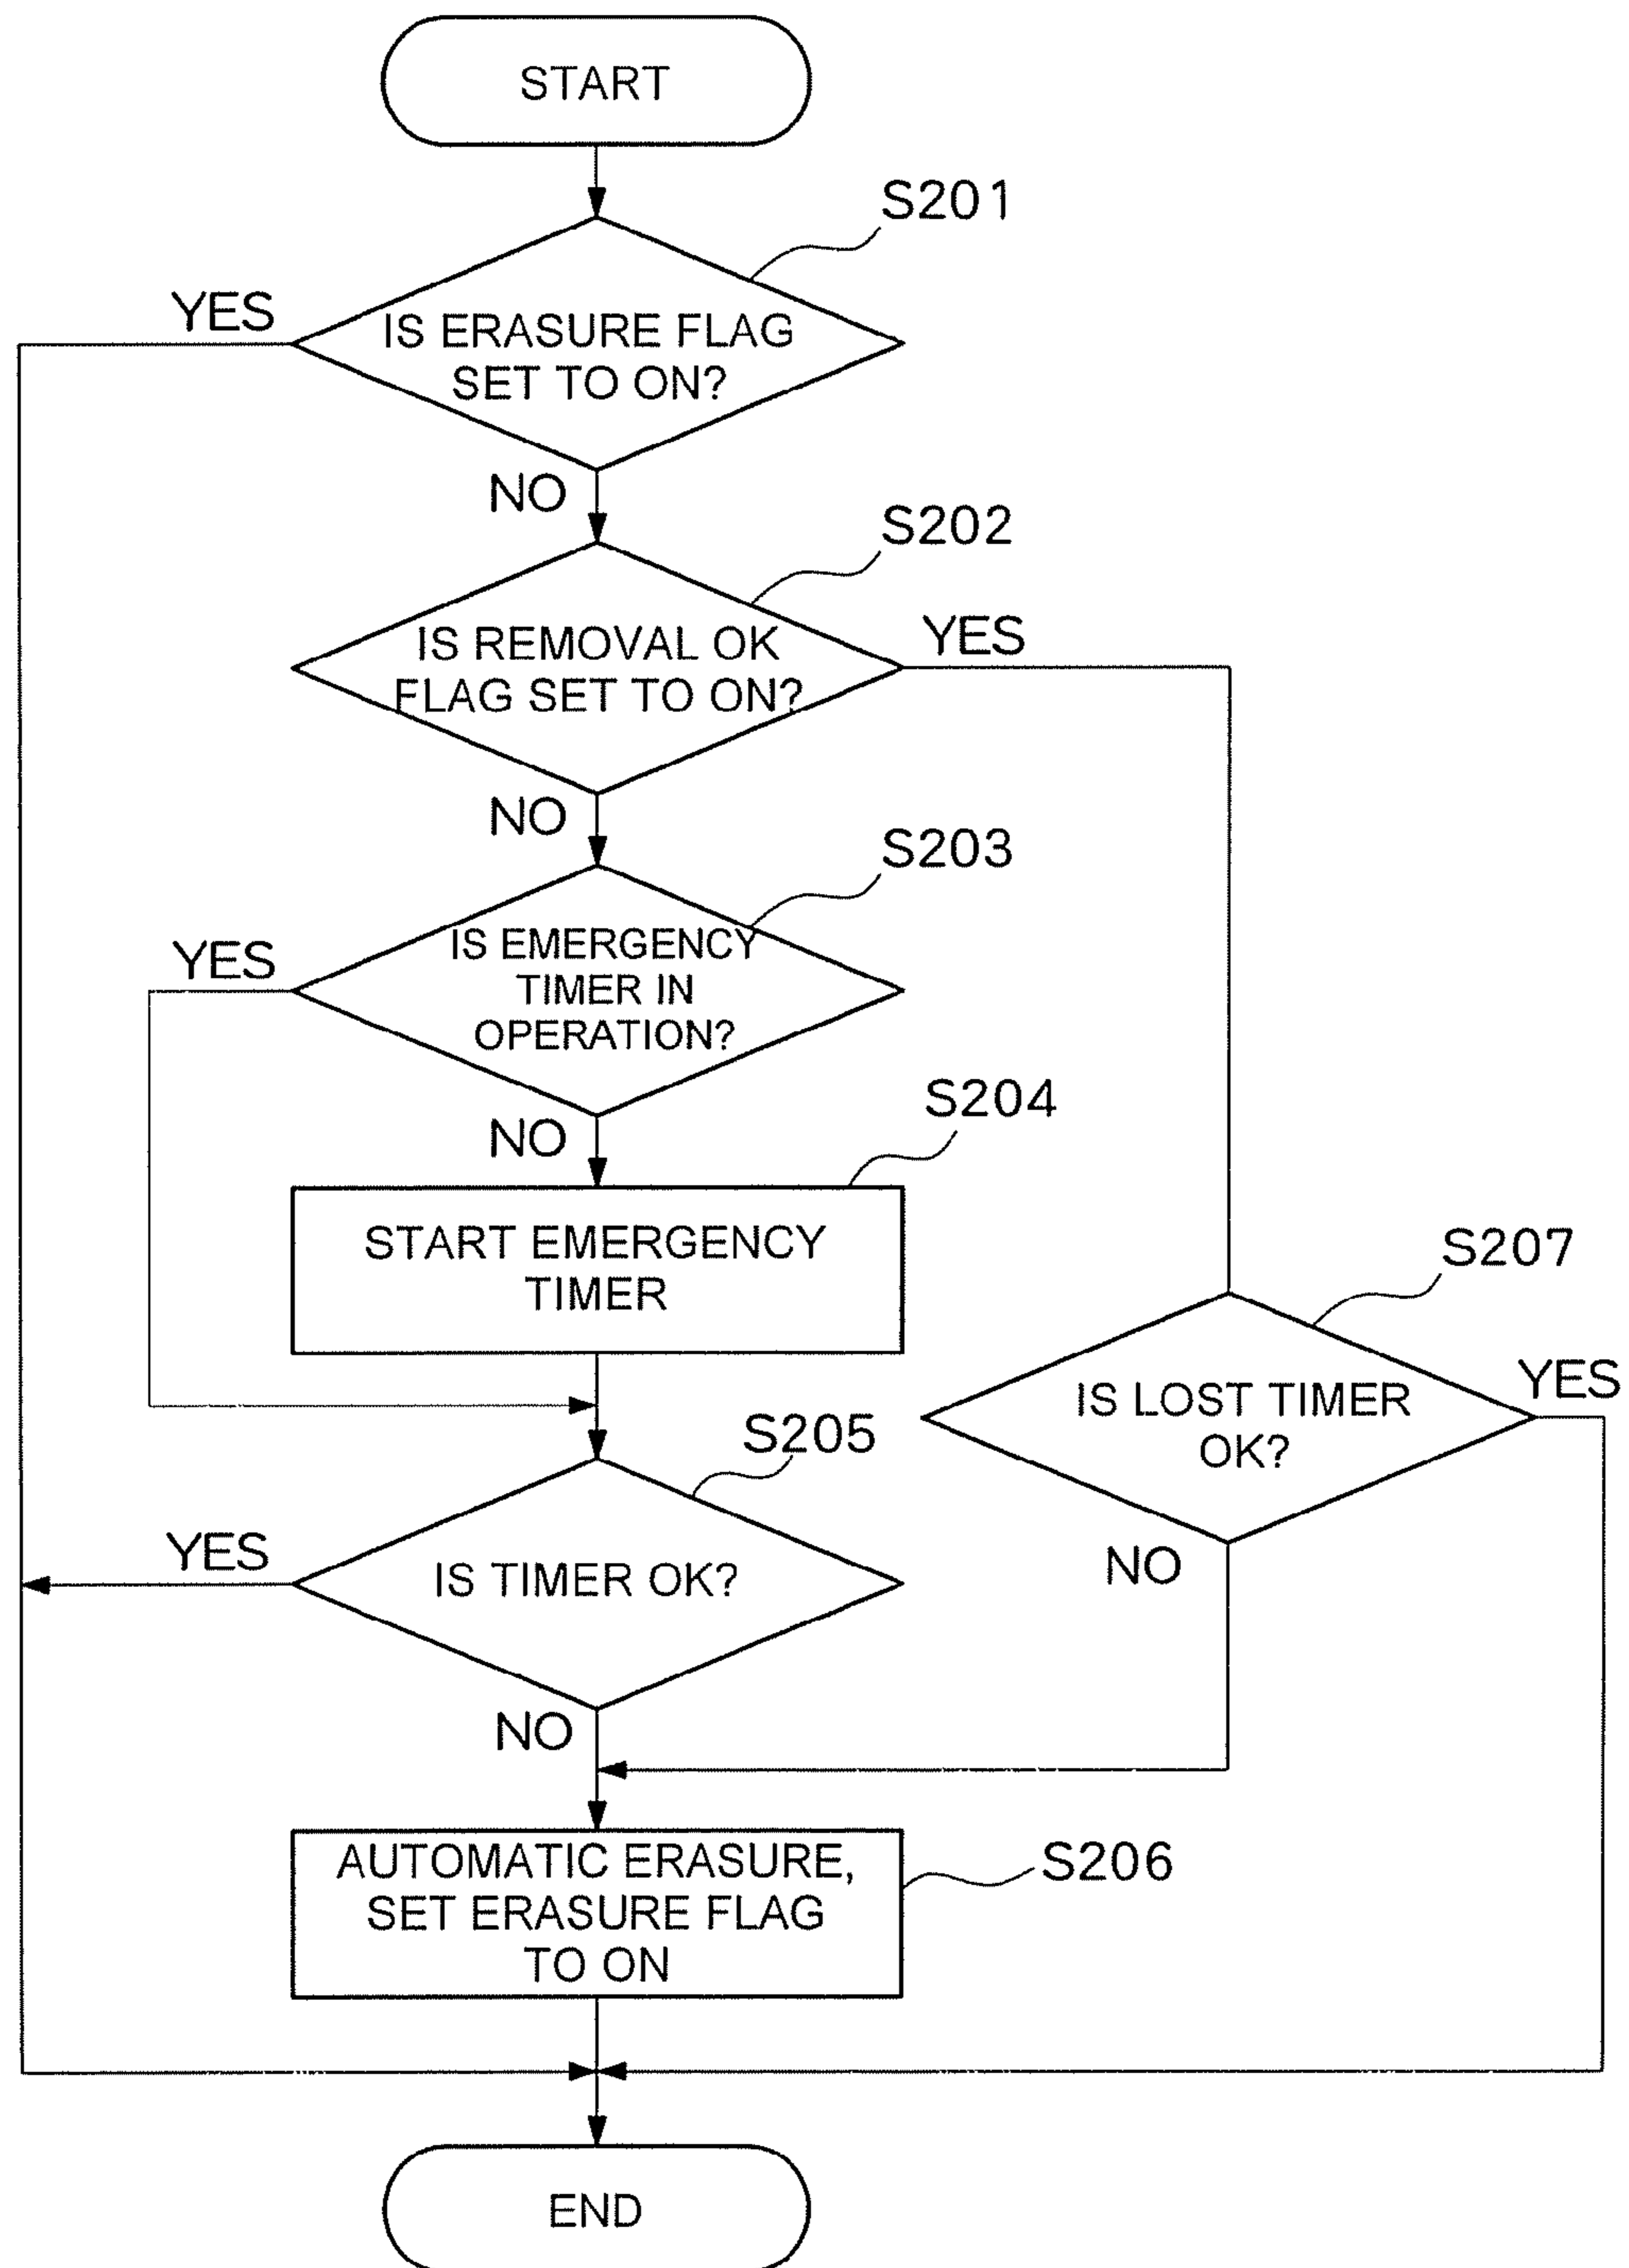 START
S201
YES
IS ERASURE FLAG
SET TO ON?
NO
S202
YES
IS REMOVAL OK
FLAG SET TO ON?
NO
S203
YES
IS EMERGENCY
TIMER IN
OPERATION?
NO
S204
START EMERGENCY
TIMER
S207
YES
IS LOST TIMER
OK?
NO
S205
YES
IS TIMER OK?
NO
AUTOMATIC ERASURE,
SET ERASURE FLAG
TO ON
S206
END